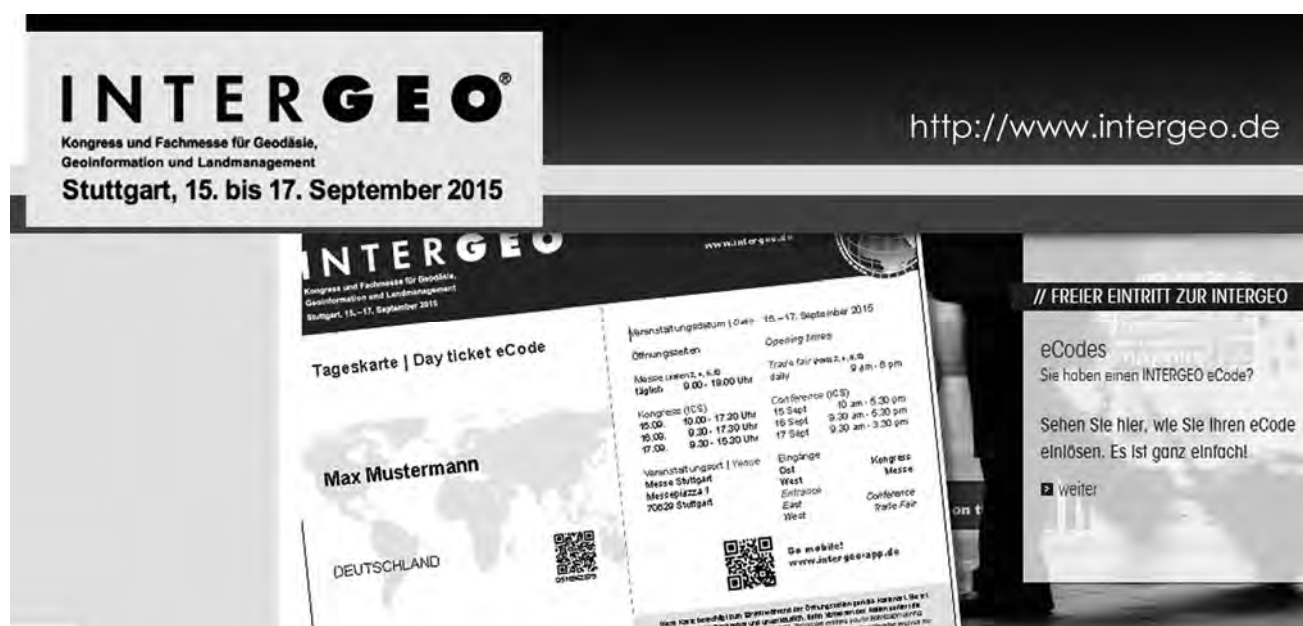 INTERGEO®
Kongress und Fachmesse für Geodäsie,
Geoinformation und Landmanagement
Stuttgart, 15. bis 17. September 2015
http://www.intergeo.de
INTERGEO
www.intergeo.de
Kongress und Fachmesse für Geodäsie,
Geoinformation und Landmanagement
Stuttgart, 15.–17. September 2015
Tageskarte | Day ticket eCode
Max Mustermann
DEUTSCHLAND
Veranstaltungsdatum | Date 15.–17. September 2015
Öffnungszeiten Opening times
Messe Trade fair
täglich 9.00 - 18.00 Uhr daily 9 am - 6 pm
Kongress (ICS) Conference (ICS)
15.09. 10.00 - 17.30 Uhr 15 Sept 10 am - 5.30 pm
16.09. 9.30 - 17.30 Uhr 16 Sept 9.30 am - 5.30 pm
17.09. 9.30 - 15.30 Uhr 17 Sept 9.30 am - 3.30 pm
Veranstaltungsort | Venue
Messe Stuttgart
Messepiazza 1
70629 Stuttgart
Eingänge
Ost Kongress
West Messe
Entrance
East Conference
West Trade Fair
Go mobile!
www.intergeo-app.de
on t
// FREIER EINTRITT ZUR INTERGEO
eCodes
Sie haben einen INTERGEO eCode?
Sehen Sie hier, wie Sie Ihren eCode
einlösen. Es ist ganz einfach!
weiter